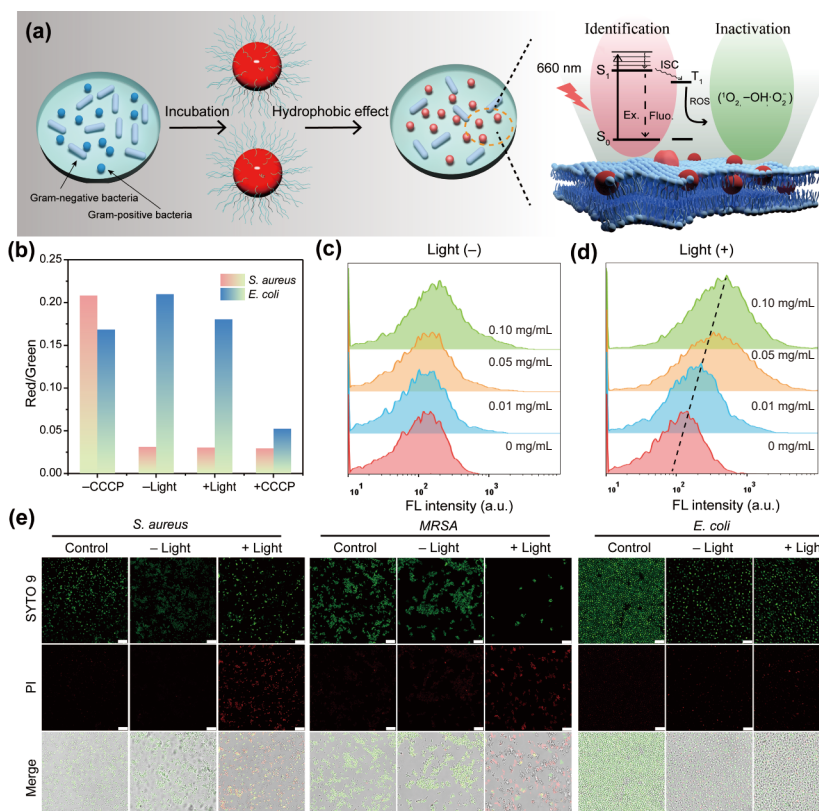 (a)
Identification
Inactivation
660 nm
S1
ISC
T1
ROS
Ex.
Fluo.
S0
(¹O2, –OH·O2⁻)
Incubation
Hydrophobic effect
Gram-negative bacteria
Gram-positive bacteria
(b)
Red/Green
0.25
0.20
0.15
0.10
0.05
0.00
S. aureus
E. coli
–CCCP
–Light
+Light
+CCCP
(c)
Light (–)
0.10 mg/mL
0.05 mg/mL
0.01 mg/mL
0 mg/mL
10¹
10²
10³
FL intensity (a.u.)
(d)
Light (+)
0.10 mg/mL
0.05 mg/mL
0.01 mg/mL
0 mg/mL
10¹
10²
10³
FL intensity (a.u.)
(e)
S. aureus
MRSA
E. coli
Control – Light + Light Control – Light + Light Control – Light + Light
SYTO 9
PI
Merge